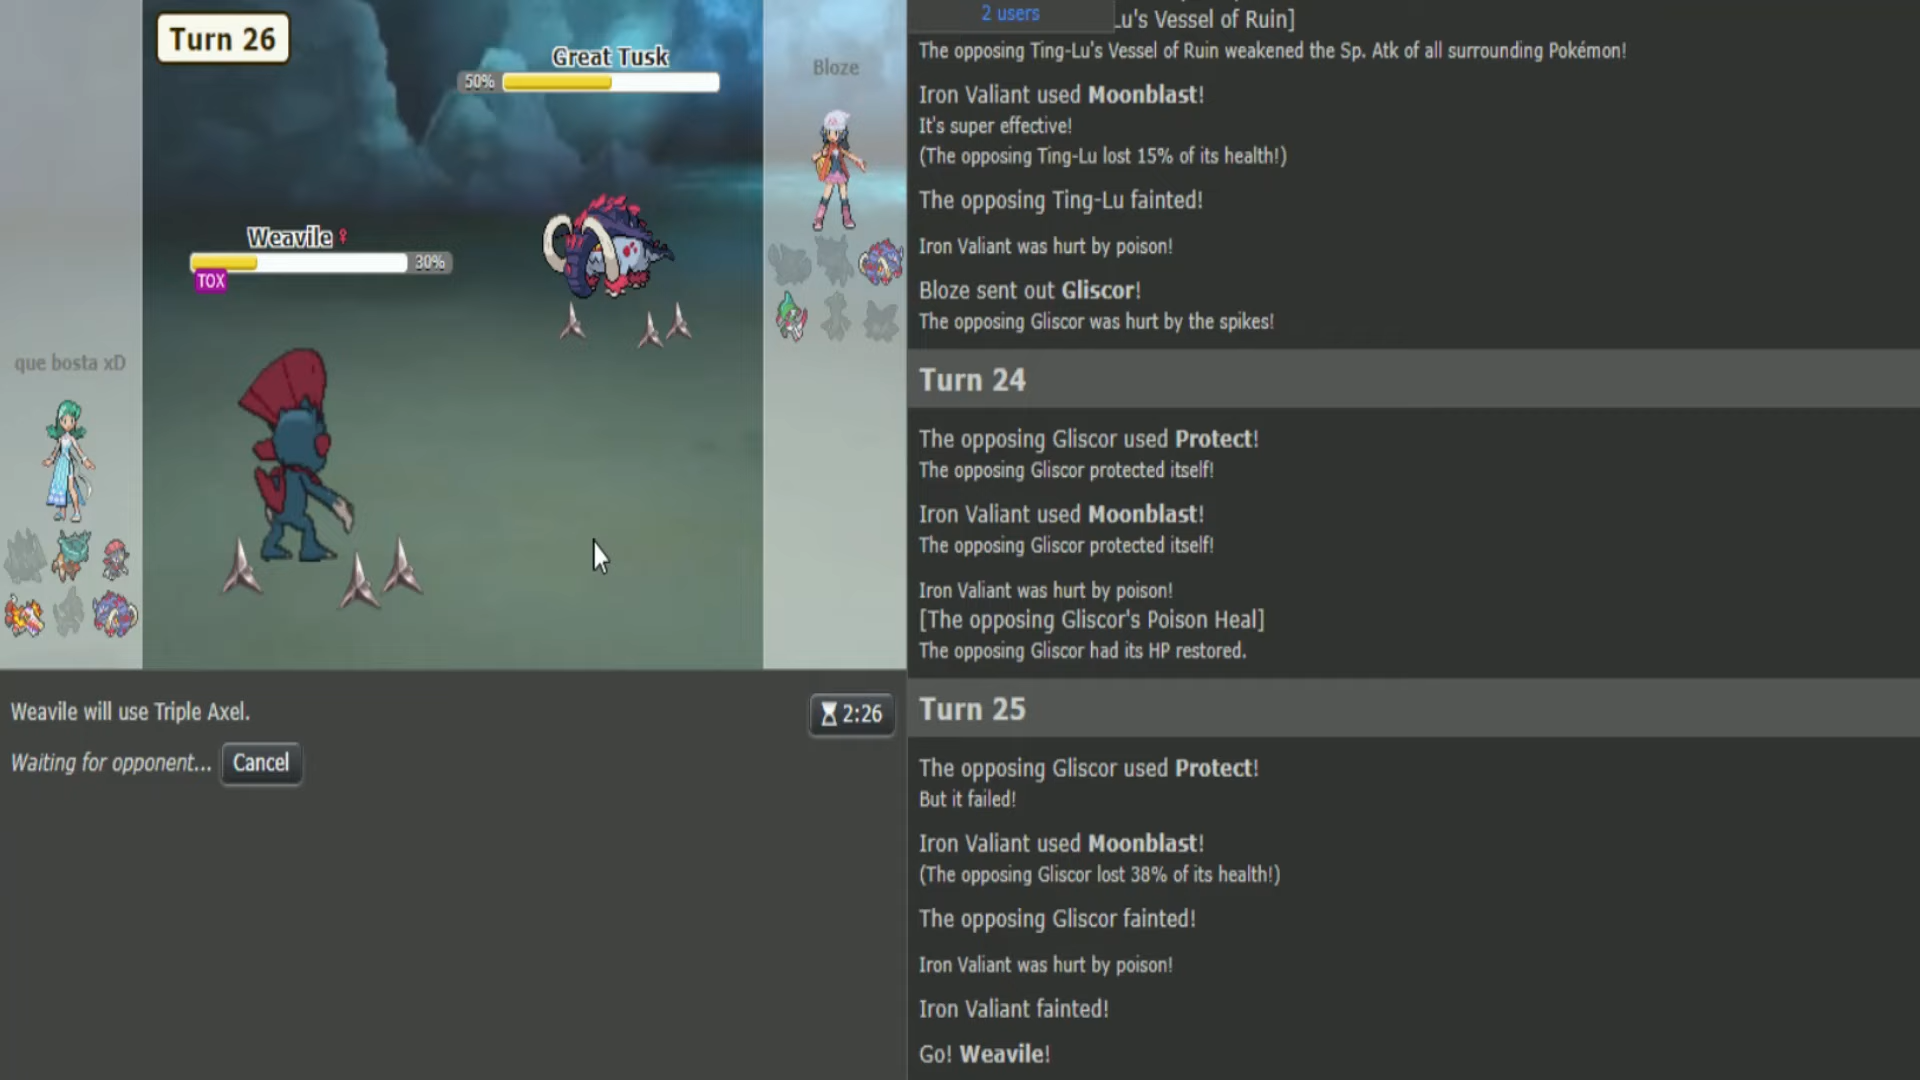 Turn 26
Great Tusk
50%
Bloze
Weavile ♀
30%
TOX
que bosta xD
Weavile will use Triple Axel.
2:26
Waiting for opponent...
Cancel
2 users
Lu's Vessel of Ruin]
The opposing Ting-Lu's Vessel of Ruin weakened the Sp. Atk of all surrounding Pokémon!
Iron Valiant used Moonblast!
It's super effective!
(The opposing Ting-Lu lost 15% of its health!)
The opposing Ting-Lu fainted!
Iron Valiant was hurt by poison!
Bloze sent out Gliscor!
The opposing Gliscor was hurt by the spikes!
Turn 24
The opposing Gliscor used Protect!
The opposing Gliscor protected itself!
Iron Valiant used Moonblast!
The opposing Gliscor protected itself!
Iron Valiant was hurt by poison!
[The opposing Gliscor's Poison Heal]
The opposing Gliscor had its HP restored.
Turn 25
The opposing Gliscor used Protect!
But it failed!
Iron Valiant used Moonblast!
(The opposing Gliscor lost 38% of its health!)
The opposing Gliscor fainted!
Iron Valiant was hurt by poison!
Iron Valiant fainted!
Go! Weavile!